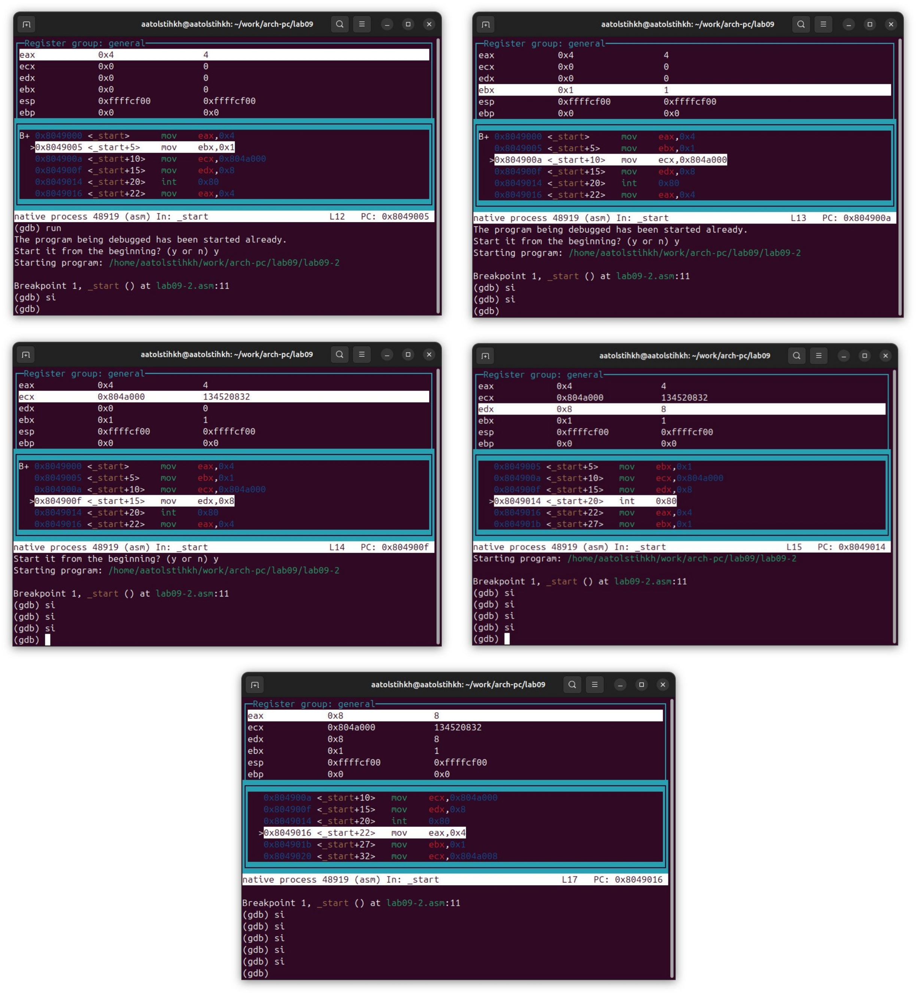 aatolstihkh@aatolstihkh: ~/work/arch-pc/lab09
Register group: general
eax 0x4 4
ecx 0x0 0
edx 0x0 0
ebx 0x0 0
esp 0xffffcf00 0xffffcf00
ebp 0x0 0x0
B+ 0x8049000 <_start> mov eax,0x4
>0x8049005 <_start+5> mov ebx,0x1
0x804900a <_start+10> mov ecx,0x804a000
0x804900f <_start+15> mov edx,0x8
0x8049014 <_start+20> int 0x80
0x8049016 <_start+22> mov eax,0x4
native process 48919 (asm) In: _start L12 PC: 0x8049005
(gdb) run
The program being debugged has been started already.
Start it from the beginning? (y or n) y
Starting program: /home/aatolstihkh/work/arch-pc/lab09/lab09-2
Breakpoint 1, _start () at lab09-2.asm:11
(gdb) si
(gdb)
aatolstihkh@aatolstihkh: ~/work/arch-pc/lab09
Register group: general
eax 0x4 4
ecx 0x0 0
edx 0x0 0
ebx 0x1 1
esp 0xffffcf00 0xffffcf00
ebp 0x0 0x0
B+ 0x8049000 <_start> mov eax,0x4
0x8049005 <_start+5> mov ebx,0x1
>0x804900a <_start+10> mov ecx,0x804a000
0x804900f <_start+15> mov edx,0x8
0x8049014 <_start+20> int 0x80
0x8049016 <_start+22> mov eax,0x4
native process 48919 (asm) In: _start L13 PC: 0x804900a
The program being debugged has been started already.
Start it from the beginning? (y or n) y
Starting program: /home/aatolstihkh/work/arch-pc/lab09/lab09-2
Breakpoint 1, _start () at lab09-2.asm:11
(gdb) si
(gdb) si
(gdb)
aatolstihkh@aatolstihkh: ~/work/arch-pc/lab09
Register group: general
eax 0x4 4
ecx 0x804a000 134520832
edx 0x0 0
ebx 0x1 1
esp 0xffffcf00 0xffffcf00
ebp 0x0 0x0
B+ 0x8049000 <_start> mov eax,0x4
0x8049005 <_start+5> mov ebx,0x1
0x804900a <_start+10> mov ecx,0x804a000
>0x804900f <_start+15> mov edx,0x8
0x8049014 <_start+20> int 0x80
0x8049016 <_start+22> mov eax,0x4
native process 48919 (asm) In: _start L14 PC: 0x804900f
Start it from the beginning? (y or n) y
Starting program: /home/aatolstihkh/work/arch-pc/lab09/lab09-2
Breakpoint 1, _start () at lab09-2.asm:11
(gdb) si
(gdb) si
(gdb) si
(gdb)
aatolstihkh@aatolstihkh: ~/work/arch-pc/lab09
Register group: general
eax 0x4 4
ecx 0x804a000 134520832
edx 0x8 8
ebx 0x1 1
esp 0xffffcf00 0xffffcf00
ebp 0x0 0x0
0x8049005 <_start+5> mov ebx,0x1
0x804900a <_start+10> mov ecx,0x804a000
0x804900f <_start+15> mov edx,0x8
>0x8049014 <_start+20> int 0x80
0x8049016 <_start+22> mov eax,0x4
0x804901b <_start+27> mov ebx,0x1
native process 48919 (asm) In: _start L15 PC: 0x8049014
Starting program: /home/aatolstihkh/work/arch-pc/lab09/lab09-2
Breakpoint 1, _start () at lab09-2.asm:11
(gdb) si
(gdb) si
(gdb) si
(gdb) si
(gdb)
aatolstihkh@aatolstihkh: ~/work/arch-pc/lab09
Register group: general
eax 0x8 8
ecx 0x804a000 134520832
edx 0x8 8
ebx 0x1 1
esp 0xffffcf00 0xffffcf00
ebp 0x0 0x0
0x804900a <_start+10> mov ecx,0x804a000
0x804900f <_start+15> mov edx,0x8
0x8049014 <_start+20> int 0x80
>0x8049016 <_start+22> mov eax,0x4
0x804901b <_start+27> mov ebx,0x1
0x8049020 <_start+32> mov ecx,0x804a008
native process 48919 (asm) In: _start L17 PC: 0x8049016
Breakpoint 1, _start () at lab09-2.asm:11
(gdb) si
(gdb) si
(gdb) si
(gdb) si
(gdb) si
(gdb)